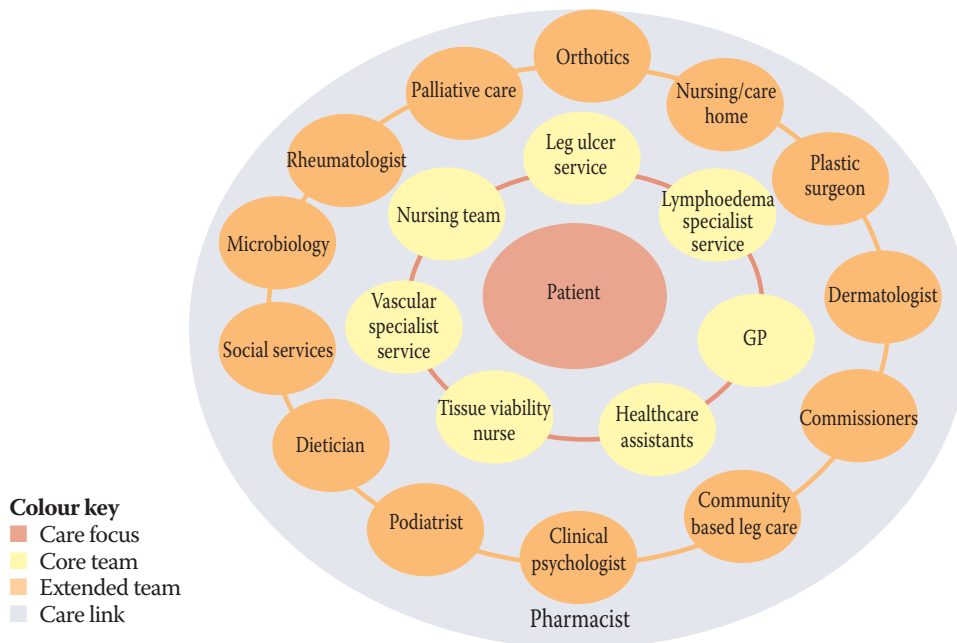 Orthotics
Palliative care
Nursing/care
home
Rheumatologist
Leg ulcer
service
Plastic
surgeon
Nursing team
Lymphoedema
specialist
service
Microbiology
Patient
Dermatologist
Vascular
specialist
service
GP
Social services
Tissue viability
nurse
Healthcare
assistants
Commissioners
Dietician
Podiatrist
Clinical
psychologist
Community
based leg care
Pharmacist
Colour key
Care focus
Core team
Extended team
Care link